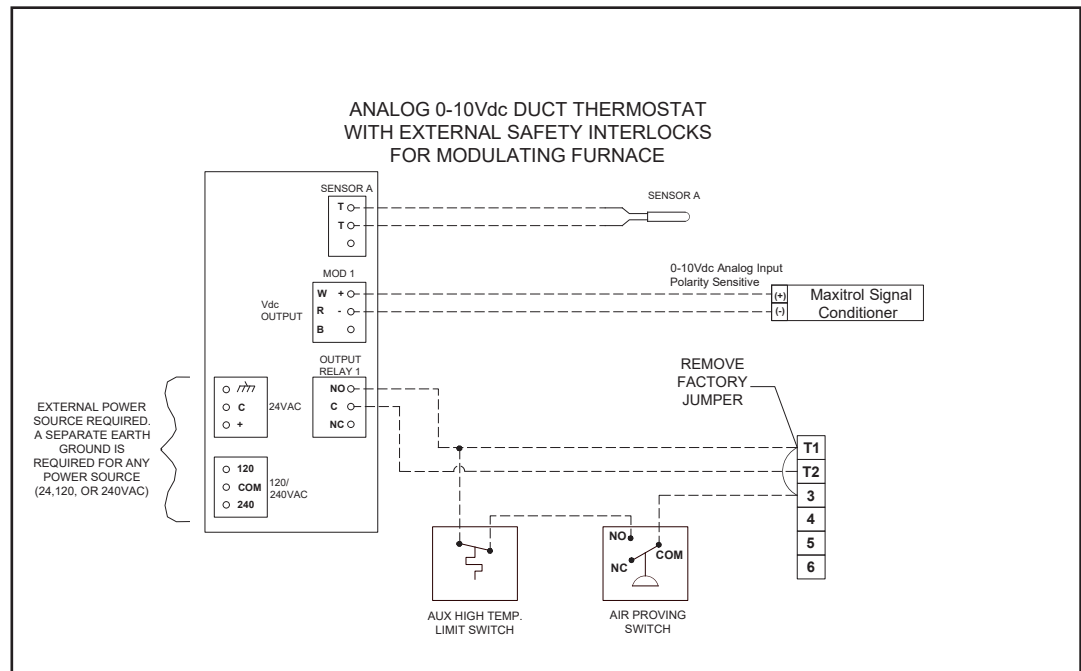 ANALOG 0-10Vdc DUCT THERMOSTAT
WITH EXTERNAL SAFETY INTERLOCKS
FOR MODULATING FURNACE
SENSOR A
T
T
SENSOR A
MOD 1
W +
R -
B
Vdc
OUTPUT
0-10Vdc Analog Input
Polarity Sensitive
(+)
(-)
Maxitrol Signal
Conditioner
OUTPUT
RELAY 1
NO
C
NC
C
+
24VAC
120
COM
240
120/
240VAC
EXTERNAL POWER
SOURCE REQUIRED.
A SEPARATE EARTH
GROUND IS
REQUIRED FOR ANY
POWER SOURCE
(24,120, OR 240VAC)
REMOVE
FACTORY
JUMPER
T1
T2
3
4
5
6
AUX HIGH TEMP.
LIMIT SWITCH
NO
COM
NC
AIR PROVING
SWITCH